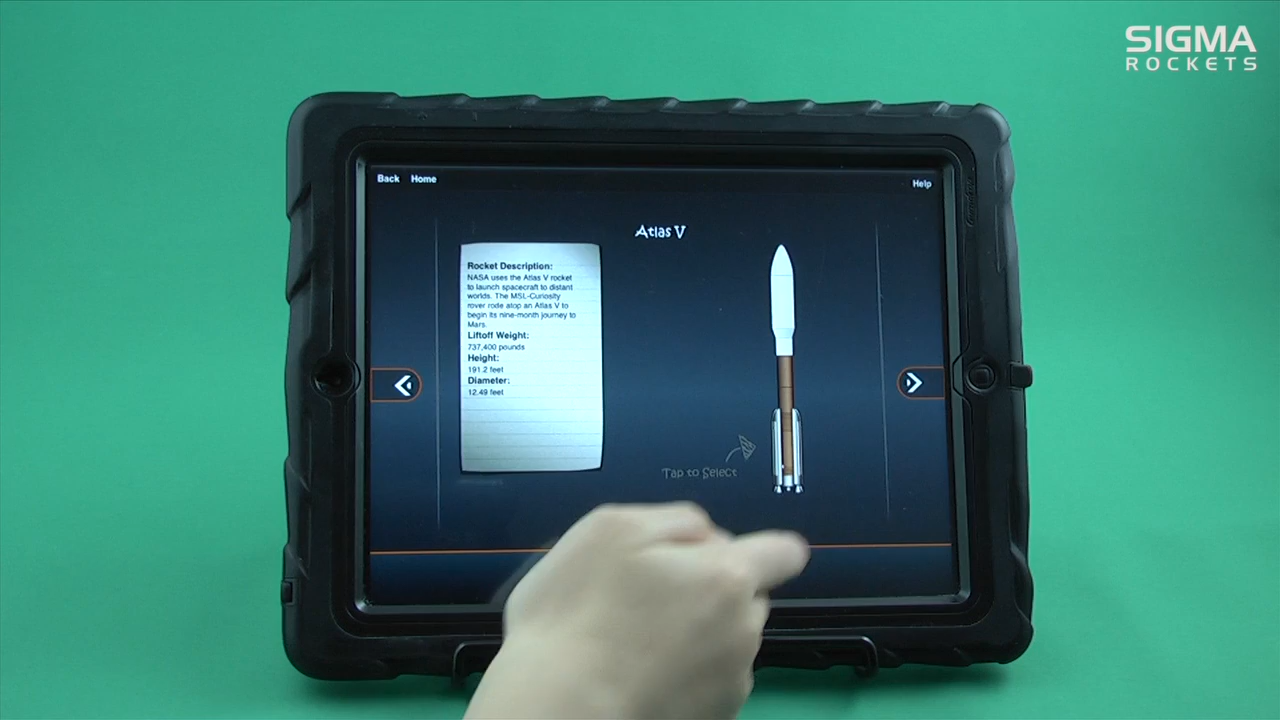 SIGMA
ROCKETS
Back Home
Help
Atlas V
Rocket Description:
NASA uses the Atlas V rocket
to launch spacecraft to distant
worlds. The MSL-Curiosity
rover rode atop an Atlas V to
begin its nine-month journey to
Mars.
Liftoff Weight:
737,400 pounds
Height:
191.2 feet
Diameter:
12.49 feet
Tap to Select